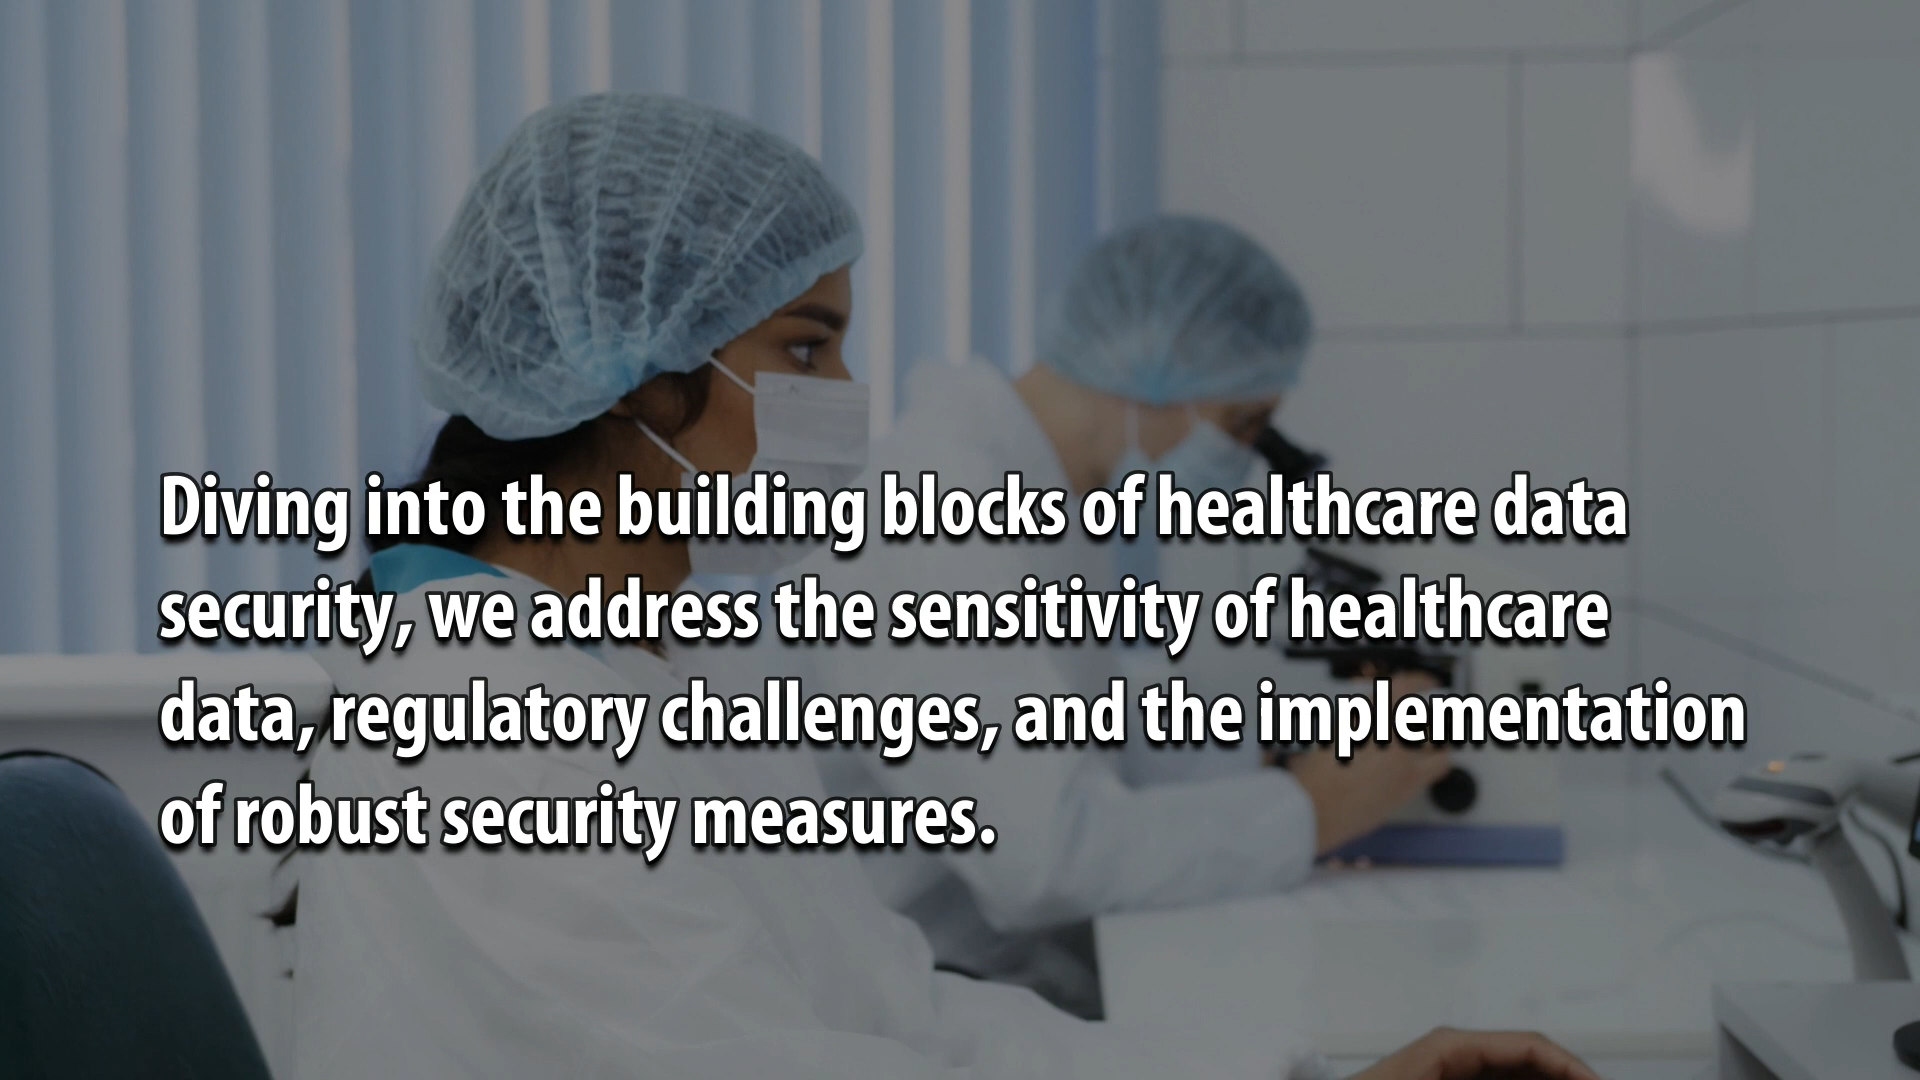 Diving into the building blocks of healthcare data
security, we address the sensitivity of healthcare
data, regulatory challenges, and the implementation
of robust security measures.